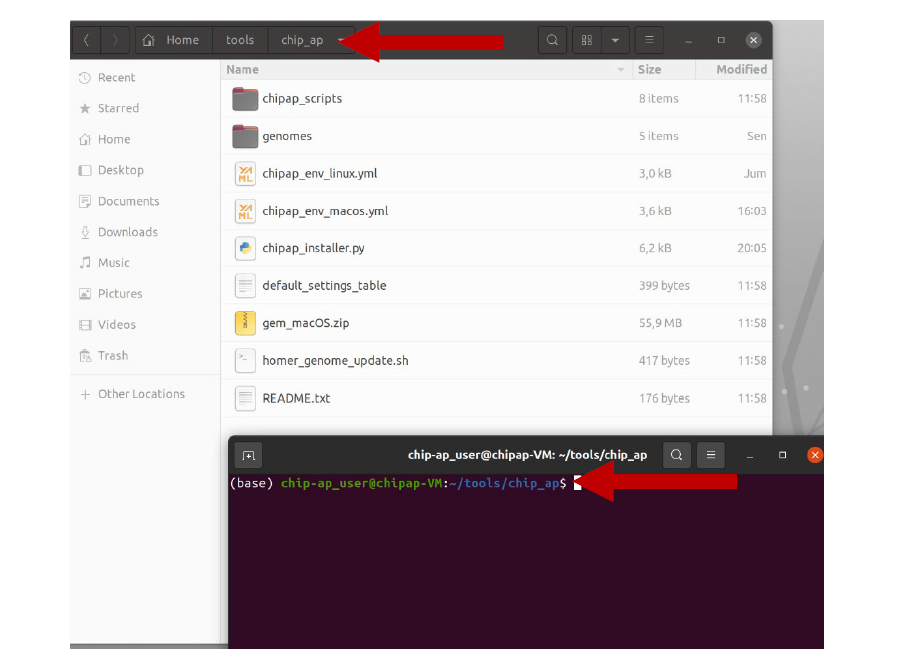 Home tools chip_ap
Name Size Modified
Recent
Starred
Home
Desktop
Documents
Downloads
Music
Pictures
Videos
Trash
Other Locations
chipap_scripts 8 items 11:58
genomes 5 items Sen
YAML chipap_env_linux.yml 3,0 kB Jum
YAML chipap_env_macos.yml 3,6 kB 16:03
chipap_installer.py 6,2 kB 20:05
default_settings_table 399 bytes 11:58
gem_macOS.zip 55,9 MB 11:58
homer_genome_update.sh 417 bytes 11:58
README.txt 176 bytes 11:58
chip-ap_user@chipap-VM: ~/tools/chip_ap
(base) chip-ap_user@chipap-VM:~/tools/chip_ap$